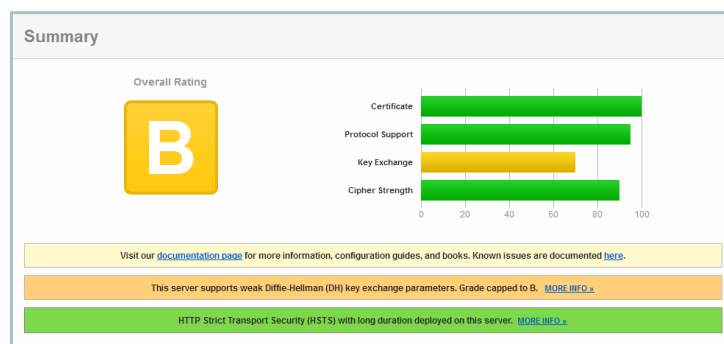 Summary
Overall Rating
B
Certificate
Protocol Support
Key Exchange
Cipher Strength
0 20 40 60 80 100
Visit our documentation page for more information, configuration guides, and books. Known issues are documented here.
This server supports weak Diffie-Hellman (DH) key exchange parameters. Grade capped to B. MORE INFO »
HTTP Strict Transport Security (HSTS) with long duration deployed on this server. MORE INFO »